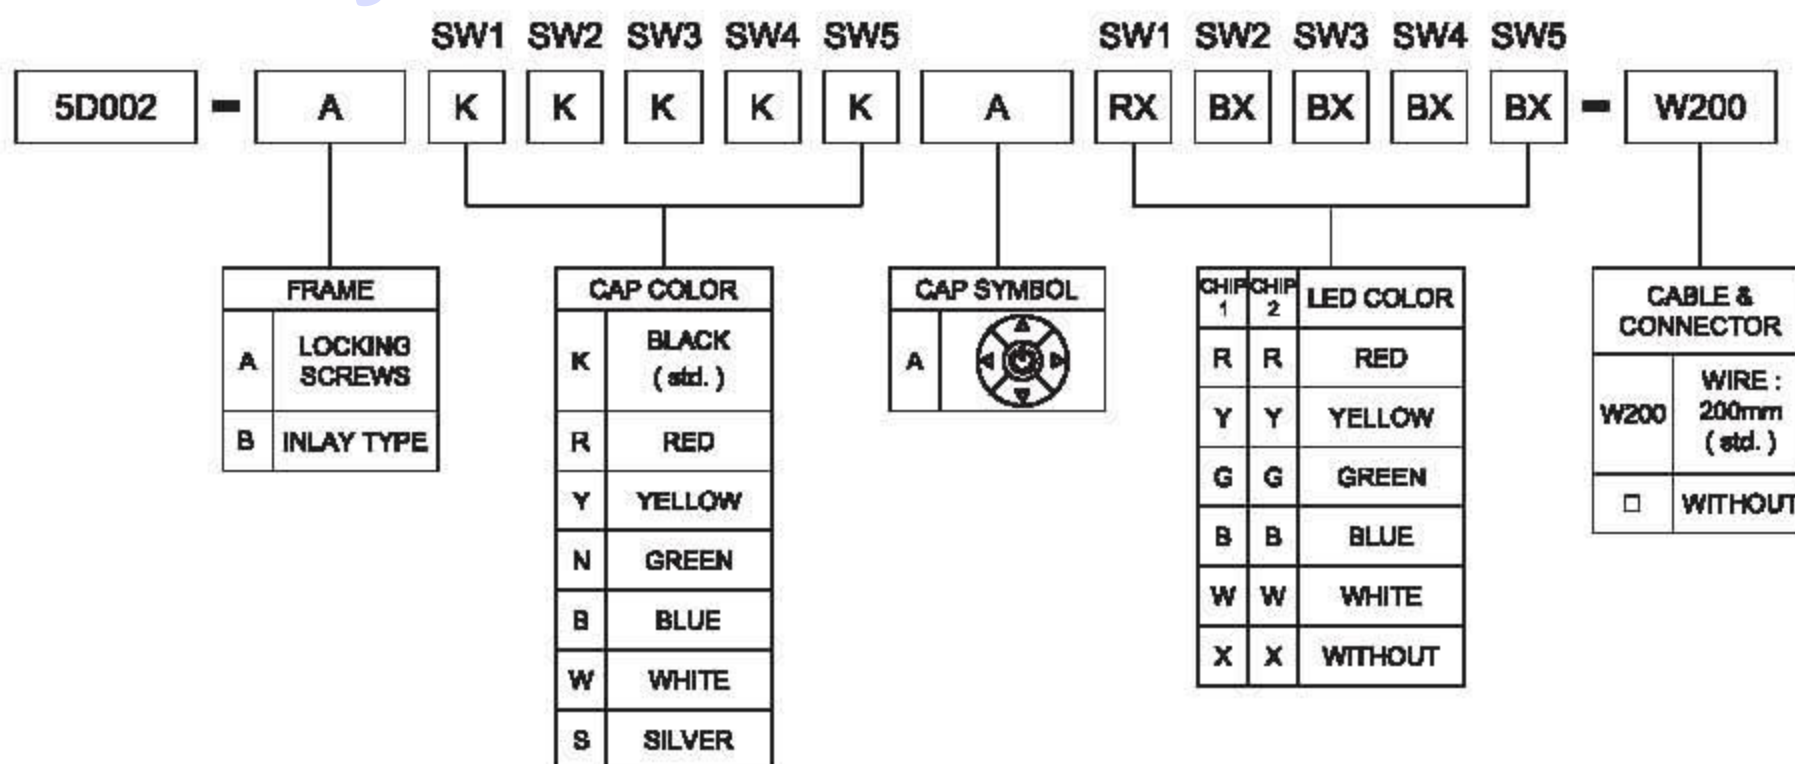 SW1 SW2 SW3 SW4 SW5 SW1 SW2 SW3 SW4 SW5
5D002 - A K K K K K A RX BX BX BX BX - W200
FRAME
A LOCKING
SCREWS
B INLAY TYPE
CAP COLOR
K BLACK
( std. )
R RED
Y YELLOW
N GREEN
B BLUE
W WHITE
S SILVER
CAP SYMBOL
A
CHIP 1 CHIP 2 LED COLOR
R R RED
Y Y YELLOW
G G GREEN
B B BLUE
W W WHITE
X X WITHOUT
CABLE &
CONNECTOR
W200 WIRE :
200mm
( std. )
□ WITHOUT